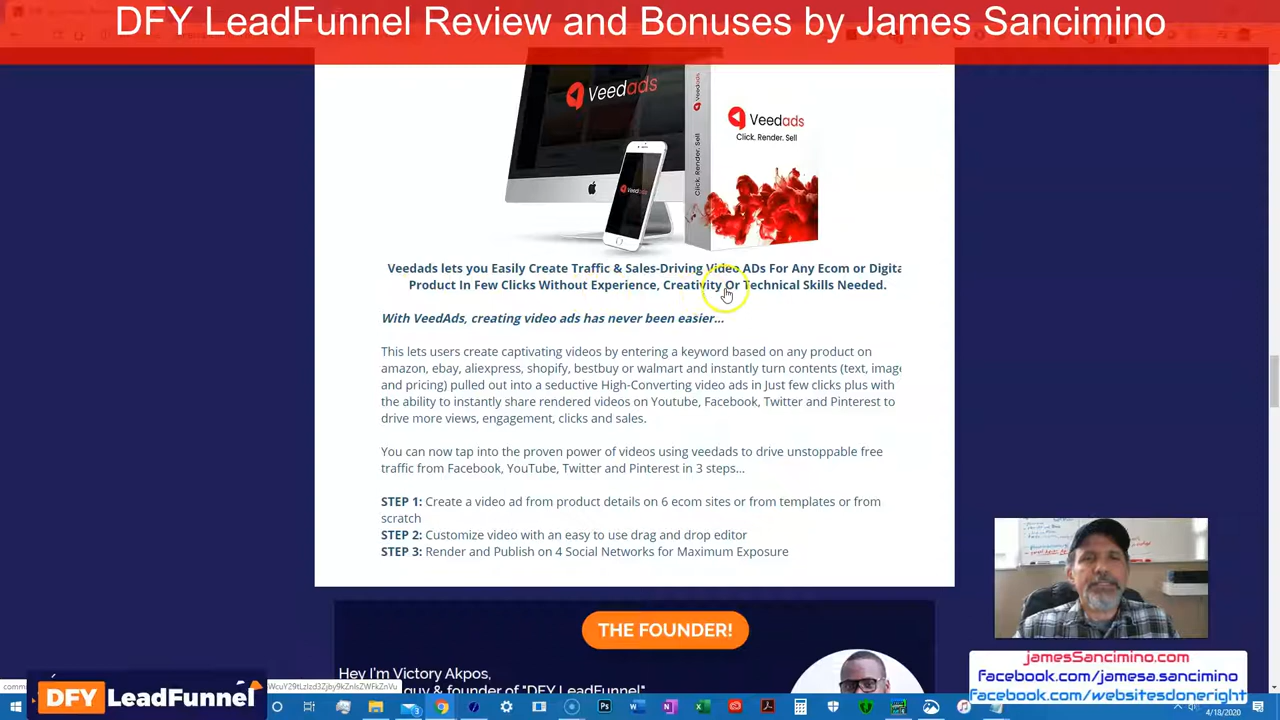 DFY LeadFunnel Review and Bonuses by James Sancimino
Veedads
Veedads
Veedads
Click. Render. Sell
Veedads
Click. Render. Sell
Veedads lets you Easily Create Traffic & Sales-Driving Video ADs For Any Ecom or Digita
Product In Few Clicks Without Experience, Creativity Or Technical Skills Needed.
With VeedAds, creating video ads has never been easier...
This lets users create captivating videos by entering a keyword based on any product on
amazon, ebay, aliexpress, shopify, bestbuy or walmart and instantly turn contents (text, image
and pricing) pulled out into a seductive High-Converting video ads in Just few clicks plus with
the ability to instantly share rendered videos on Youtube, Facebook, Twitter and Pinterest to
drive more views, engagement, clicks and sales.
You can now tap into the proven power of videos using veedads to drive unstoppable free
traffic from Facebook, YouTube, Twitter and Pinterest in 3 steps...
STEP 1: Create a video ad from product details on 6 ecom sites or from templates or from
scratch
STEP 2: Customize video with an easy to use drag and drop editor
STEP 3: Render and Publish on 4 Social Networks for Maximum Exposure
THE FOUNDER!
Hey I'm Victory Akpos,
guy & founder of "DFY LeadFunnel"
DFY LeadFunnel
jamesSancimino.com
facebook.com/jamesa.sancimino
facebook.com/websitesdoneright
4/18/2020